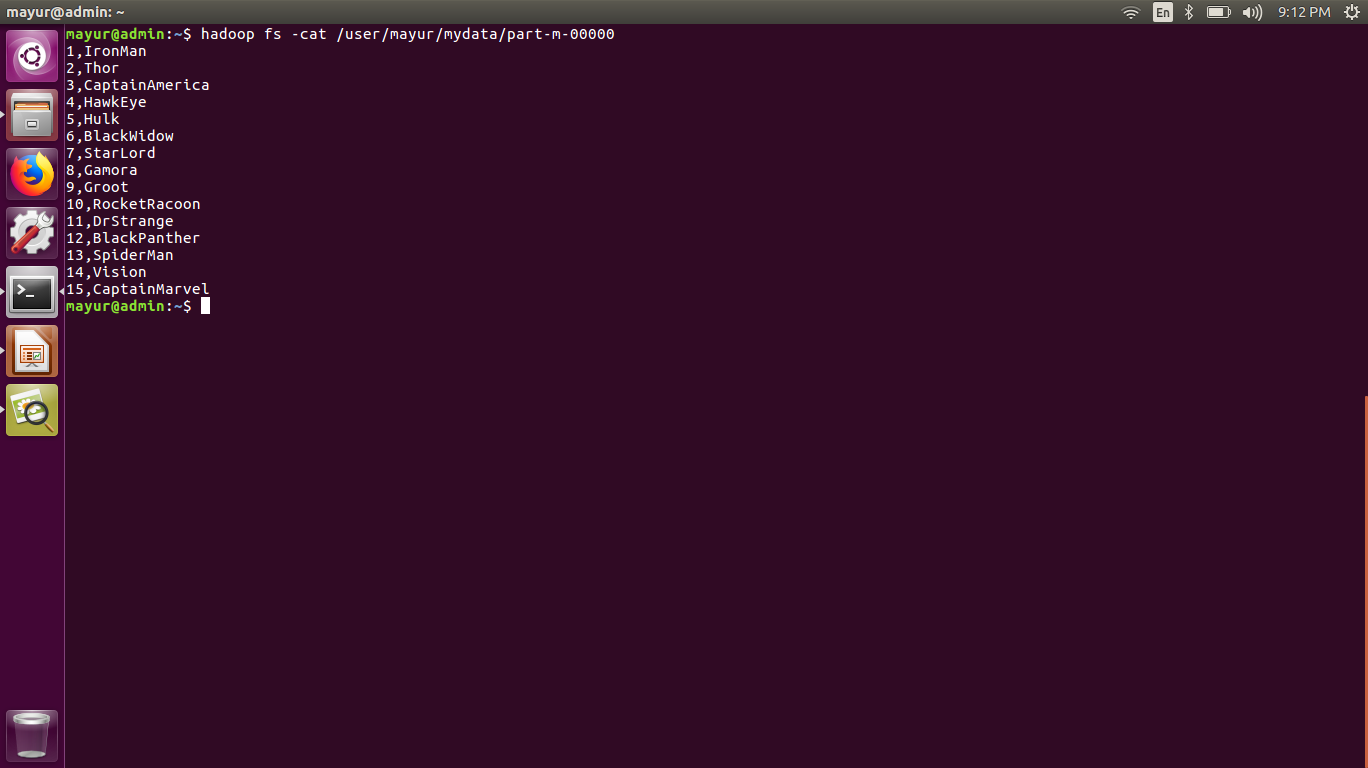 mayur@admin: ~
En
9:12 PM
mayur@admin:~$ hadoop fs -cat /user/mayur/mydata/part-m-00000
1,IronMan
2,Thor
3,CaptainAmerica
4,HawkEye
5,Hulk
6,BlackWidow
7,StarLord
8,Gamora
9,Groot
10,RocketRacoon
11,DrStrange
12,BlackPanther
13,SpiderMan
14,Vision
15,CaptainMarvel
mayur@admin:~$